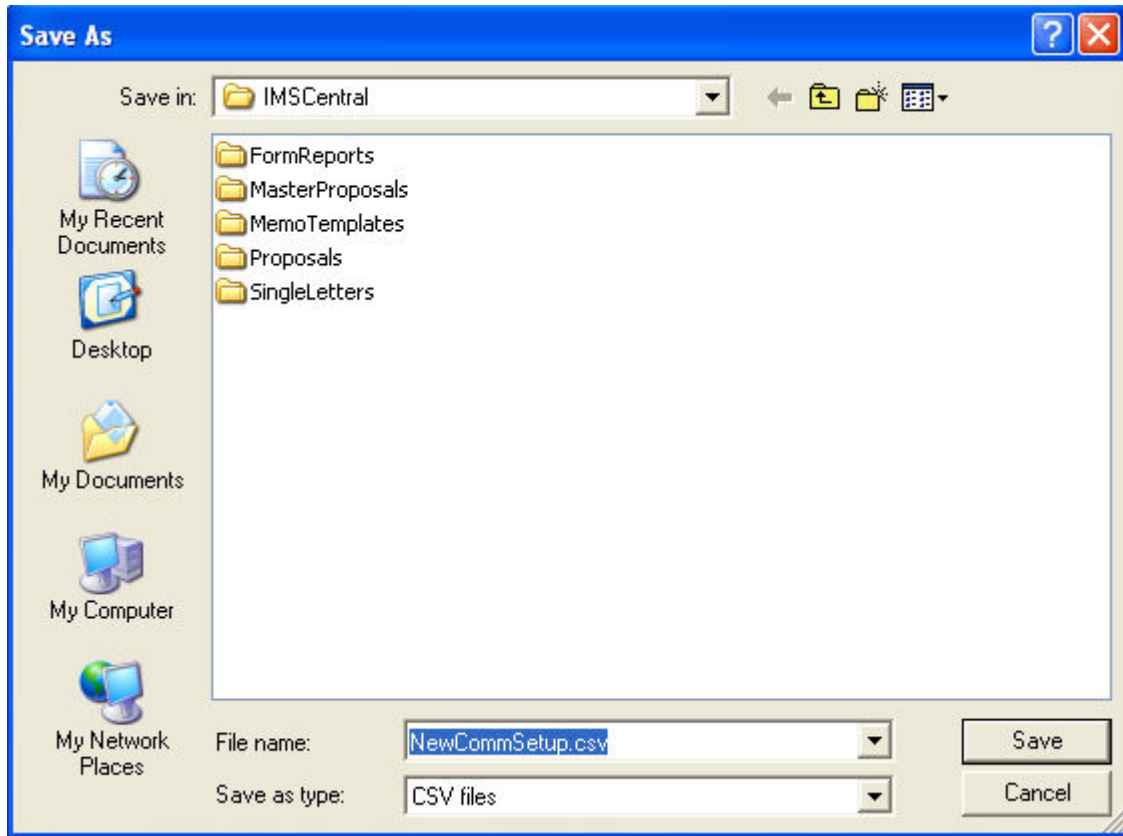 Save As
?
Save in: IMSCentral
FormReports
MasterProposals
MemoTemplates
Proposals
SingleLetters
My Recent
Documents
Desktop
My Documents
My Computer
My Network
Places
File name: NewCommSetup.csv Save
Save as type: CSV files Cancel